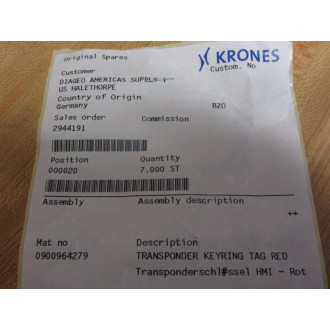 Original Spares
KRONES
Customer
Custom. No
DIAGEO AMERICAS SUPPLY
US HALETHORPE
Country of Origin
Germany
BZO
Sales order
Commission
2944191
Position
Quantity
000020
7.000 ST
Assembly
Assembly description
++
Mat no
Description
0900964279
TRANSPONDER KEYRING TAG RED
Transponderschl#ssel HMI - Rot